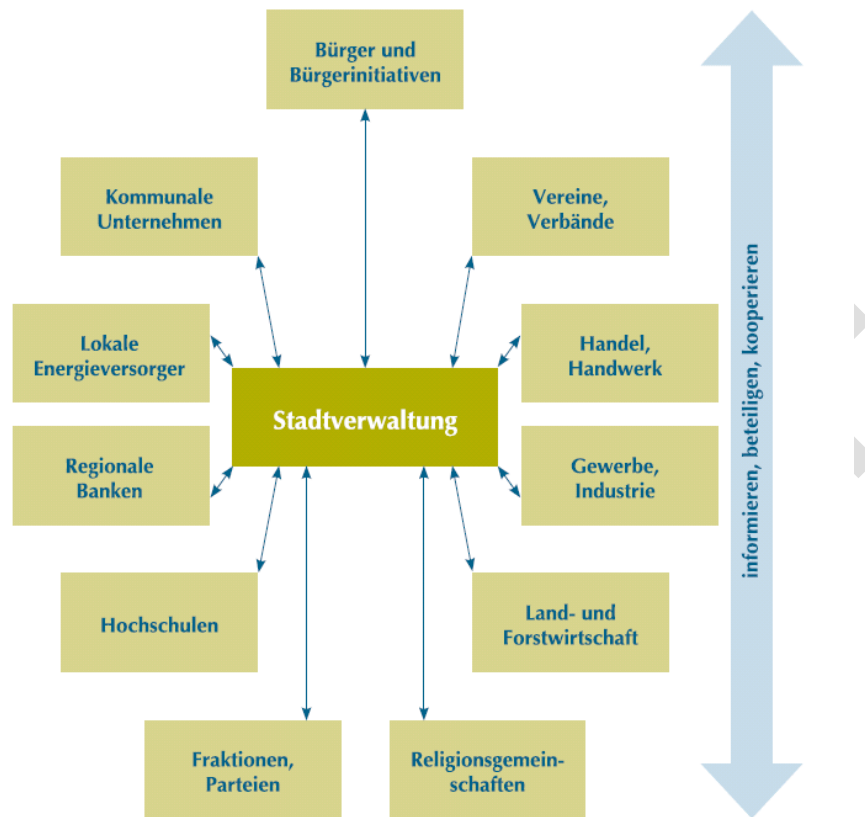 Bürger und
Bürgerinitiativen
Kommunale
Unternehmen
Vereine,
Verbände
Lokale
Energieversorger
Handel,
Handwerk
Stadtverwaltung
Regionale
Banken
Gewerbe,
Industrie
Hochschulen
Land- und
Forstwirtschaft
Fraktionen,
Parteien
Religionsgemein-
schaften
informieren, beteiligen, kooperieren